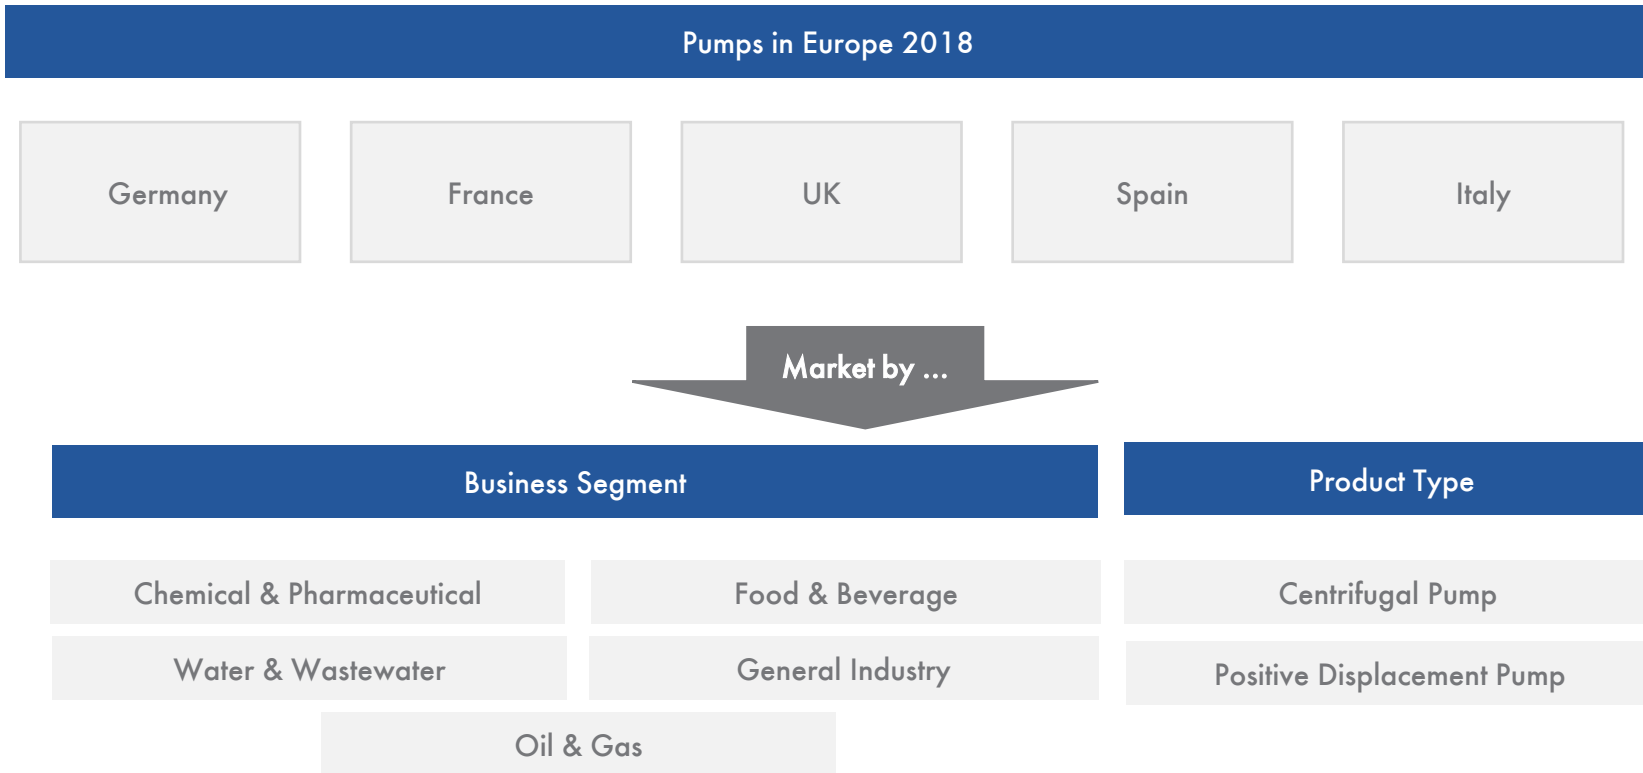 Pumps in Europe 2018
Germany
France
UK
Spain
Italy
Market by ...
Business Segment
Product Type
Chemical & Pharmaceutical
Food & Beverage
Centrifugal Pump
Water & Wastewater
General Industry
Positive Displacement Pump
Oil & Gas